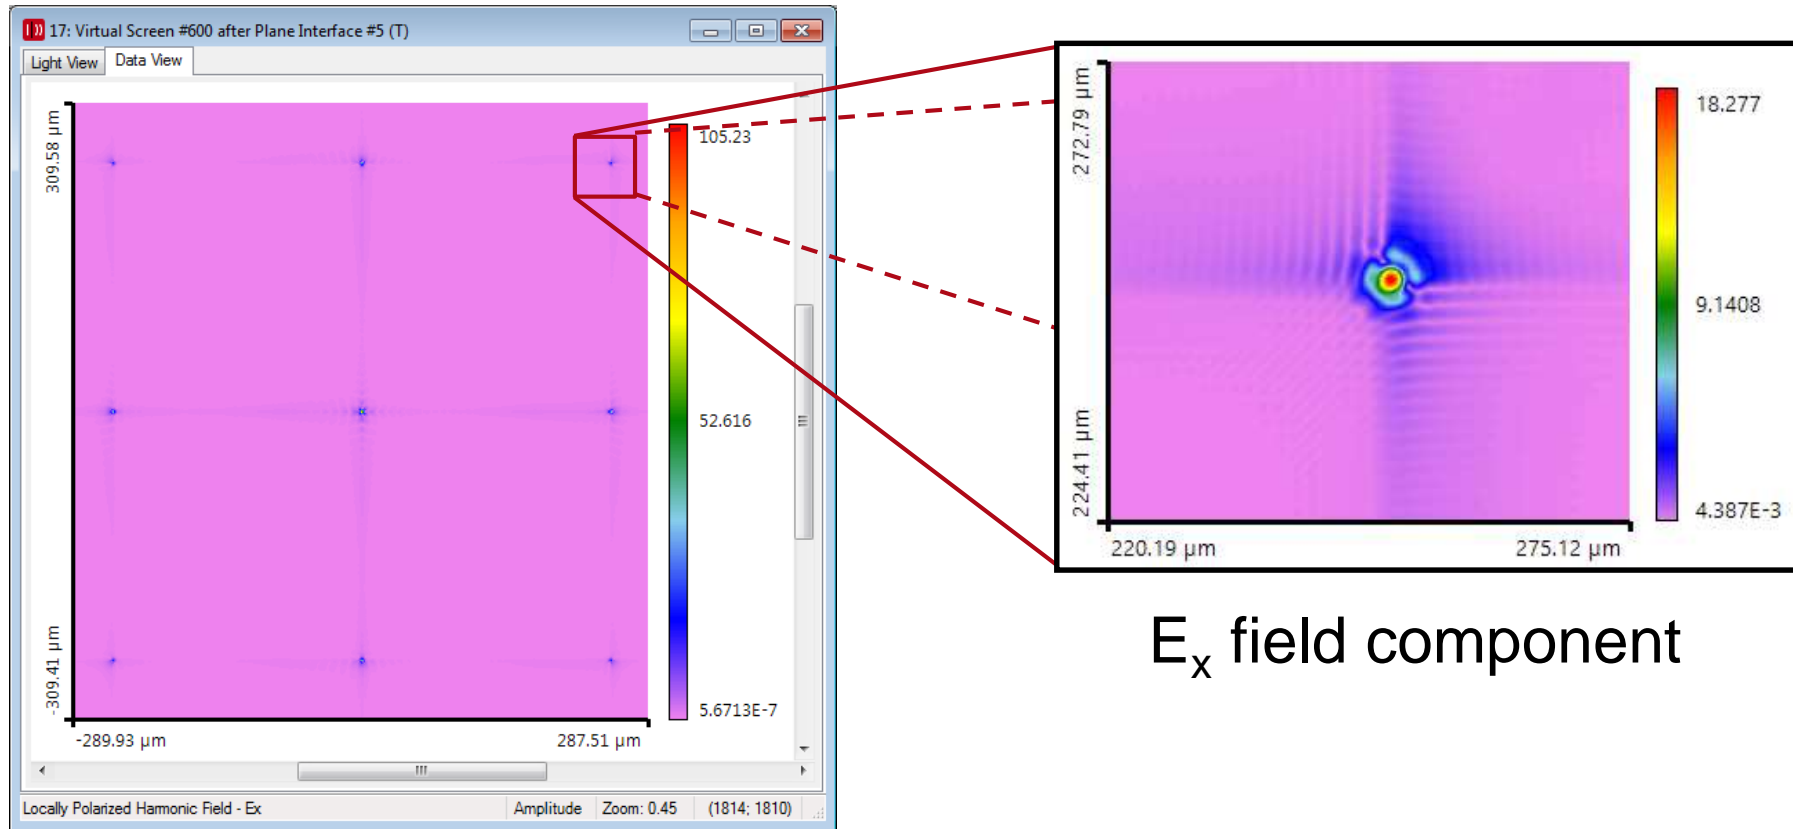 17: Virtual Screen #600 after Plane Interface #5 (T)
Light View Data View
309.58 µm
-309.41 µm
-289.93 µm
287.51 µm
105.23
52.616
5.6713E-7
Locally Polarized Harmonic Field - Ex Amplitude Zoom: 0.45 (1814; 1810)
272.79 µm
224.41 µm
220.19 µm
275.12 µm
18.277
9.1408
4.387E-3
Ex field component